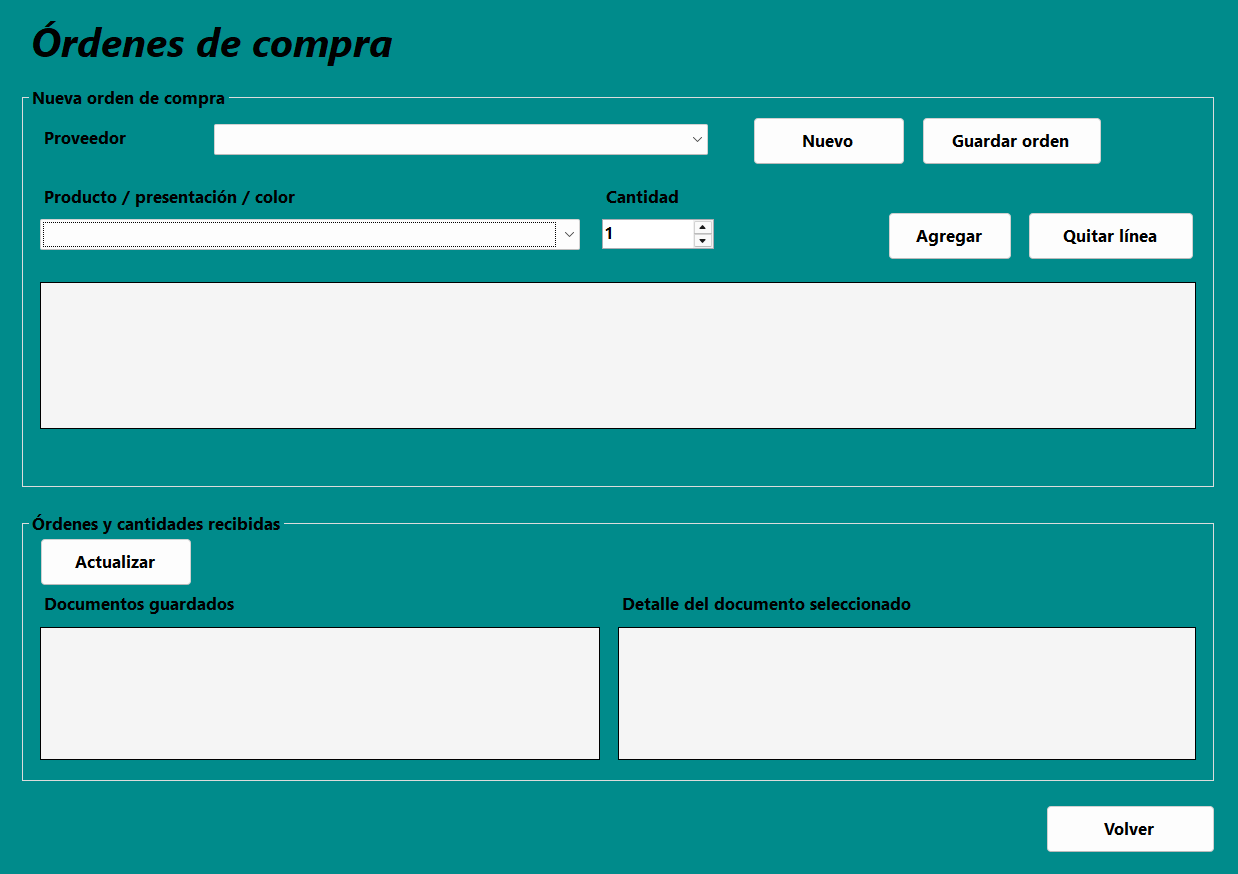 Órdenes de compra
Nueva orden de compra
Proveedor
Nuevo
Guardar orden
Producto / presentación / color
Cantidad
1
Agregar
Quitar línea
Órdenes y cantidades recibidas
Actualizar
Documentos guardados
Detalle del documento seleccionado
Volver